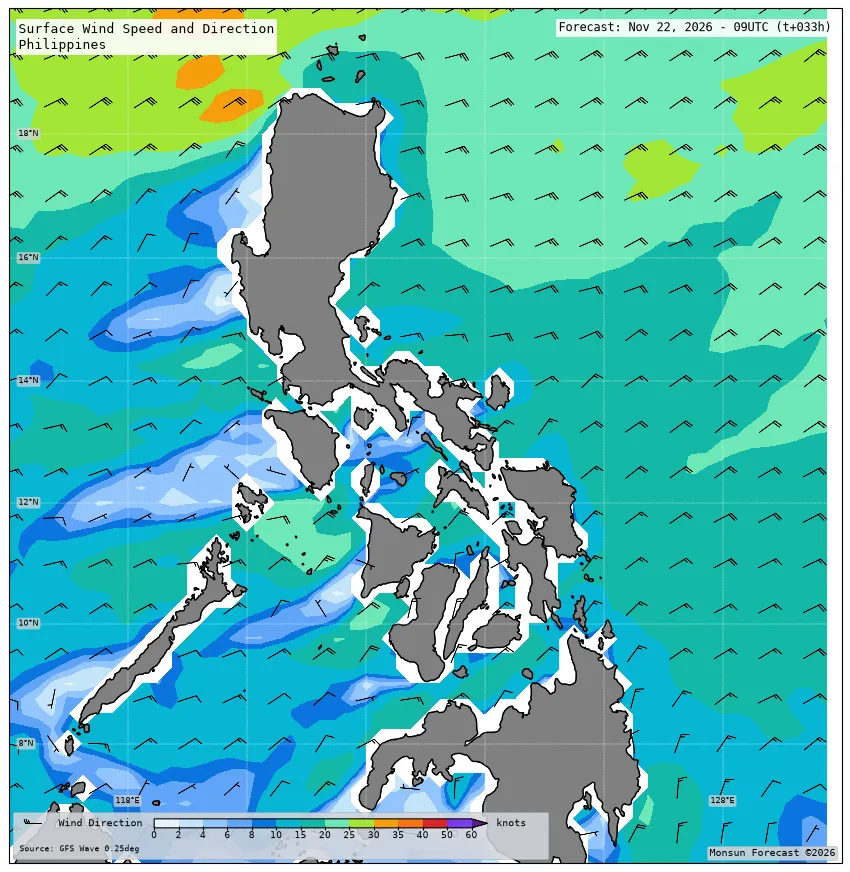 Surface Wind Speed and Direction
Philippines
Forecast: Nov 22, 2026 - 09UTC (t+033h)
18°N
16°N
14°N
12°N
10°N
8°N
118°E
128°E
Wind Direction
knots
0 2 4 6 8 10 15 20 25 30 35 40 45 50 60
Source: GFS Wave 0.25deg
Monsun Forecast ©2026